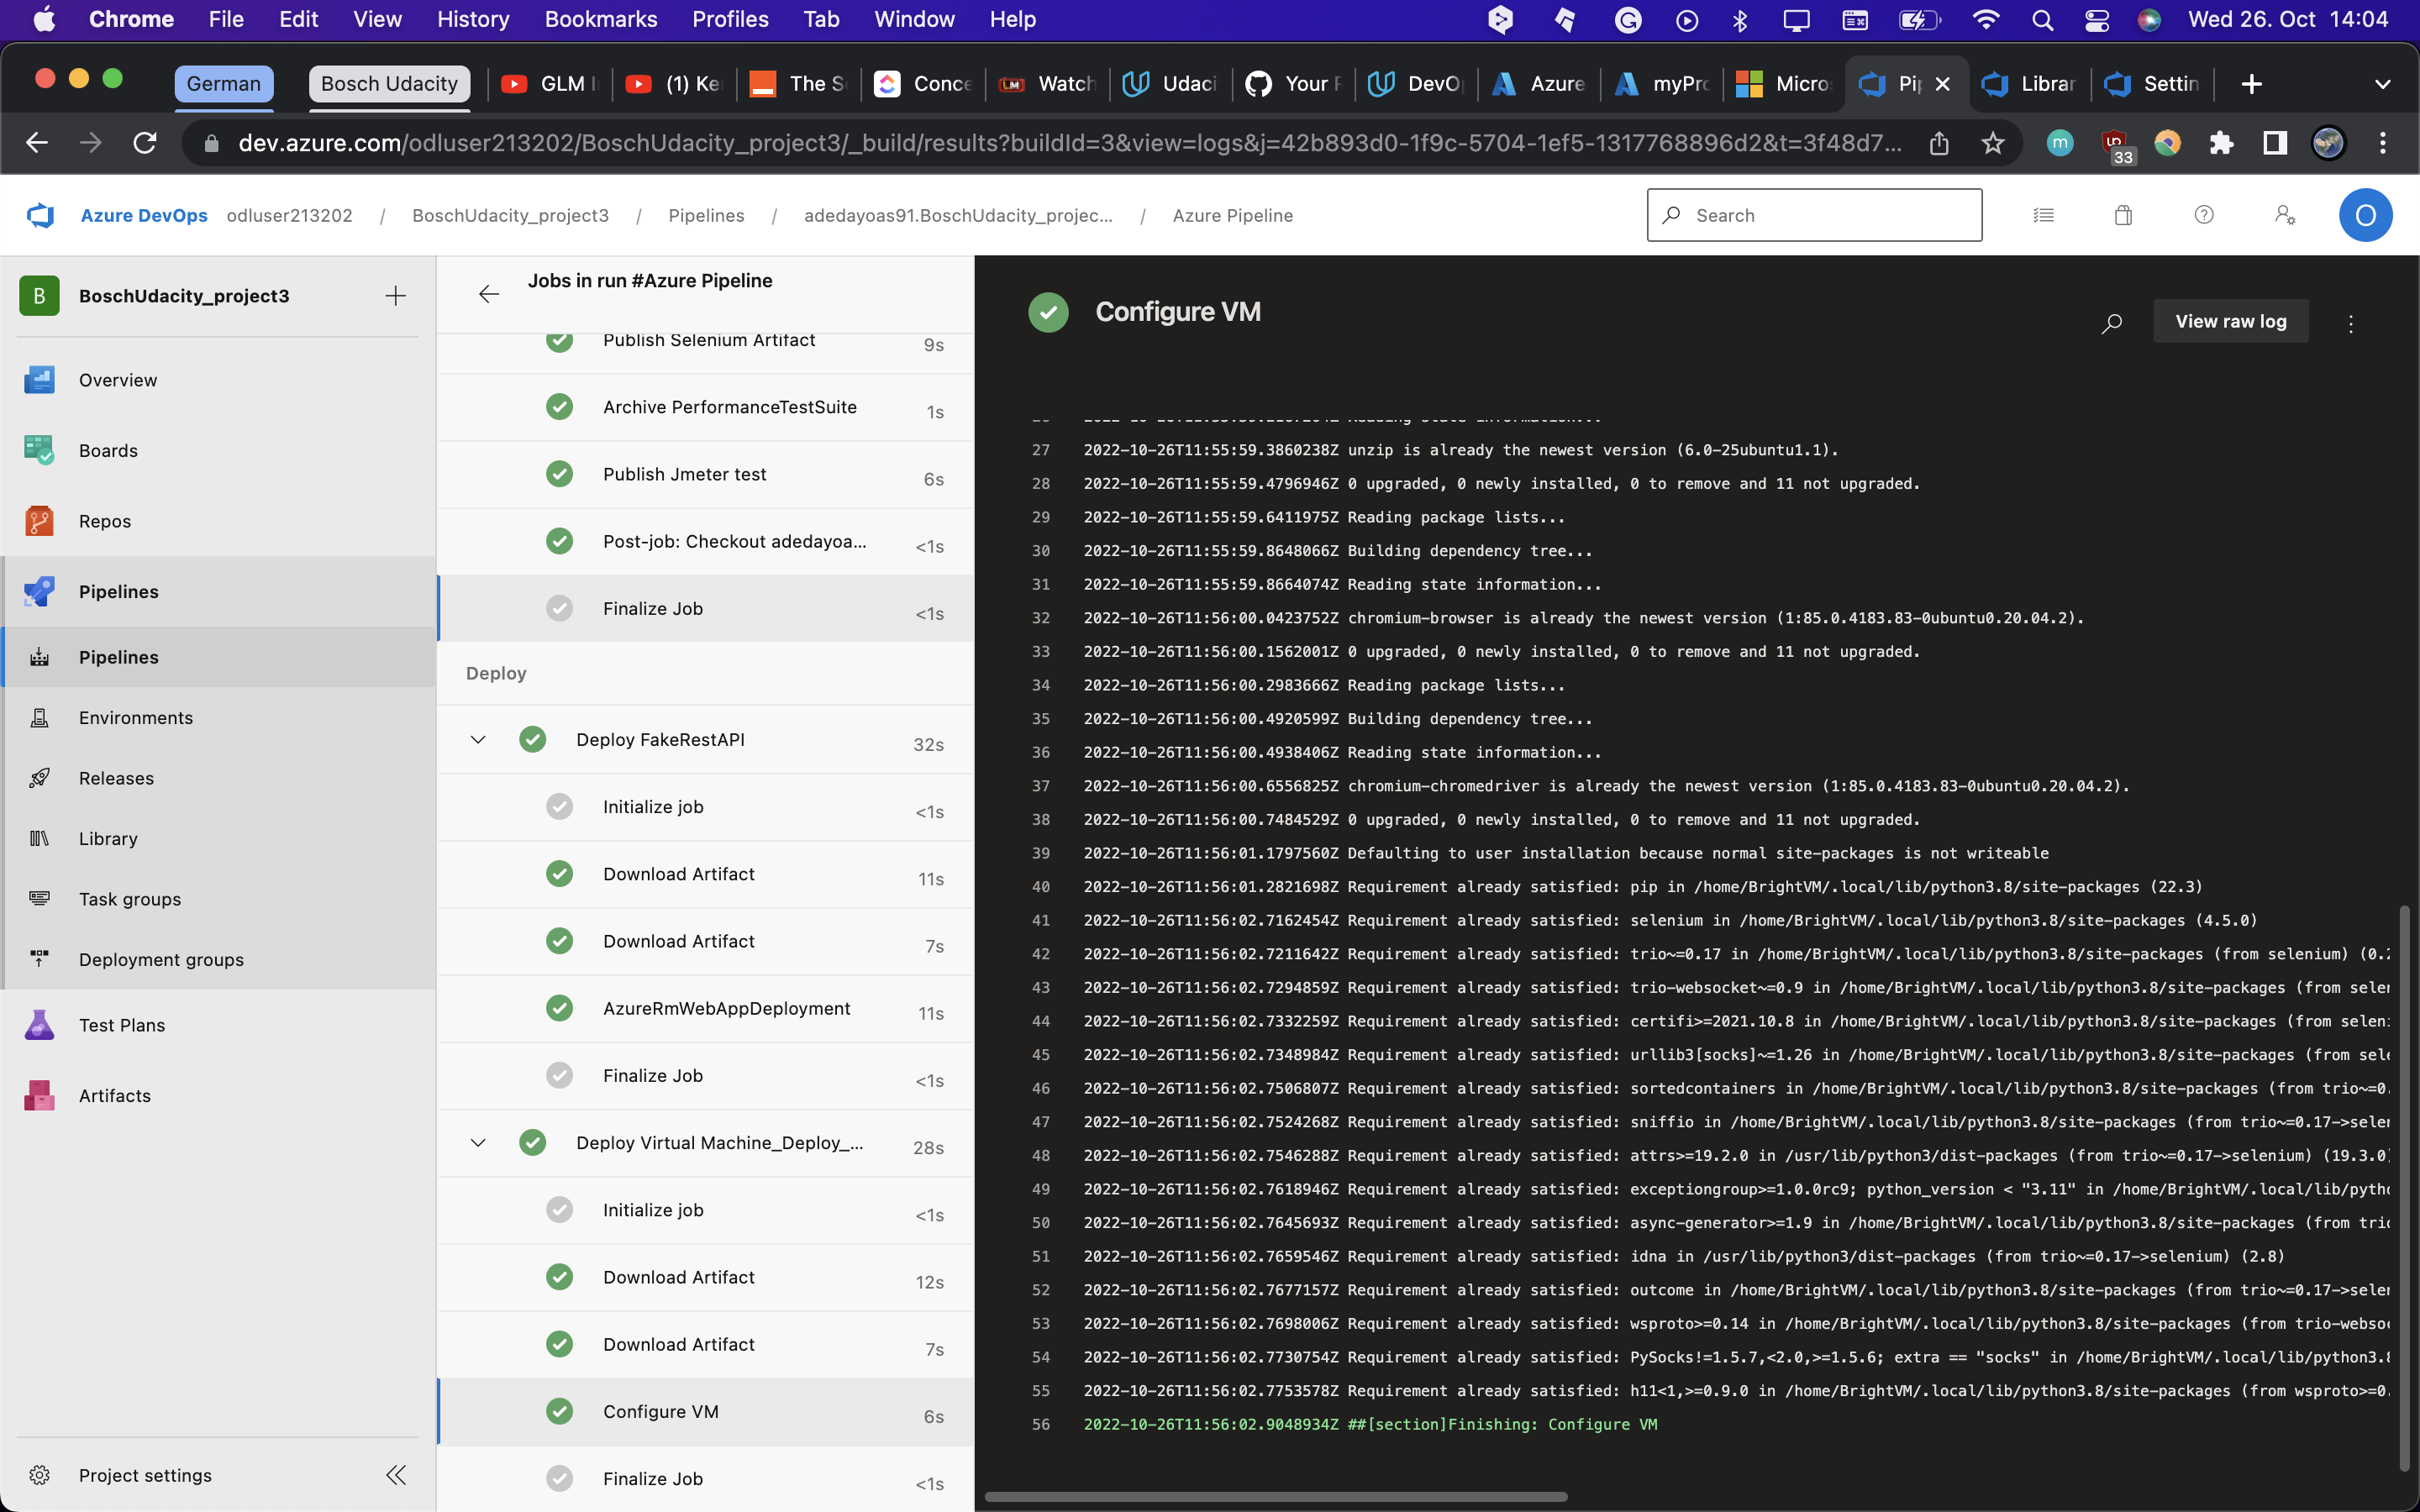 Chrome File Edit View History Bookmarks Profiles Tab Window Help Wed 26. Oct 14:04
German Bosch Udacity GLM (1) Ke The S Conce Watch Udaci Your DevO Azure myPro Micro Pi Librar Settin
dev.azure.com/odluser213202/BoschUdacity_project3/_build/results?buildId=3&view=logs&j=42b893d0-1f9c-5704-1ef5-1317768896d2&t=3f48d7... 33
Azure DevOps odluser213202 / BoschUdacity_project3 / Pipelines / adedayoas91.BoschUdacity_projec... / Azure Pipeline Search O
B BoschUdacity_project3
Overview
Boards
Repos
Pipelines
Pipelines
Environments
Releases
Library
Task groups
Deployment groups
Test Plans
Artifacts
Project settings
Jobs in run #Azure Pipeline
Publish Selenium Artifact 9s
Archive PerformanceTestSuite 1s
Publish Jmeter test 6s
Post-job: Checkout adedayoa... <1s
Finalize Job <1s
Deploy
Deploy FakeRestAPI 32s
Initialize job <1s
Download Artifact 11s
Download Artifact 7s
AzureRmWebAppDeployment 11s
Finalize Job <1s
Deploy Virtual Machine_Deploy_... 28s
Initialize job <1s
Download Artifact 12s
Download Artifact 7s
Configure VM 6s
Finalize Job <1s
Configure VM
View raw log
27 2022-10-26T11:55:59.3860238Z unzip is already the newest version (6.0-25ubuntu1.1).
28 2022-10-26T11:55:59.4796946Z 0 upgraded, 0 newly installed, 0 to remove and 11 not upgraded.
29 2022-10-26T11:55:59.6411975Z Reading package lists...
30 2022-10-26T11:55:59.8648066Z Building dependency tree...
31 2022-10-26T11:55:59.8664074Z Reading state information...
32 2022-10-26T11:56:00.0423752Z chromium-browser is already the newest version (1:85.0.4183.83-0ubuntu0.20.04.2).
33 2022-10-26T11:56:00.1562001Z 0 upgraded, 0 newly installed, 0 to remove and 11 not upgraded.
34 2022-10-26T11:56:00.2983666Z Reading package lists...
35 2022-10-26T11:56:00.4920599Z Building dependency tree...
36 2022-10-26T11:56:00.4938406Z Reading state information...
37 2022-10-26T11:56:00.6556825Z chromium-chromedriver is already the newest version (1:85.0.4183.83-0ubuntu0.20.04.2).
38 2022-10-26T11:56:00.7484529Z 0 upgraded, 0 newly installed, 0 to remove and 11 not upgraded.
39 2022-10-26T11:56:01.1797560Z Defaulting to user installation because normal site-packages is not writeable
40 2022-10-26T11:56:01.2821698Z Requirement already satisfied: pip in /home/BrightVM/.local/lib/python3.8/site-packages (22.3)
41 2022-10-26T11:56:02.7162454Z Requirement already satisfied: selenium in /home/BrightVM/.local/lib/python3.8/site-packages (4.5.0)
42 2022-10-26T11:56:02.7211642Z Requirement already satisfied: trio~=0.17 in /home/BrightVM/.local/lib/python3.8/site-packages (from selenium) (0.2
43 2022-10-26T11:56:02.7294859Z Requirement already satisfied: trio-websocket~=0.9 in /home/BrightVM/.local/lib/python3.8/site-packages (from sele
44 2022-10-26T11:56:02.7332259Z Requirement already satisfied: certifi>=2021.10.8 in /home/BrightVM/.local/lib/python3.8/site-packages (from seleni
45 2022-10-26T11:56:02.7348984Z Requirement already satisfied: urllib3[socks]~=1.26 in /home/BrightVM/.local/lib/python3.8/site-packages (from sele
46 2022-10-26T11:56:02.7506807Z Requirement already satisfied: sortedcontainers in /home/BrightVM/.local/lib/python3.8/site-packages (from trio~=0.
47 2022-10-26T11:56:02.7524268Z Requirement already satisfied: sniffio in /home/BrightVM/.local/lib/python3.8/site-packages (from trio~=0.17->sele
48 2022-10-26T11:56:02.7546288Z Requirement already satisfied: attrs>=19.2.0 in /usr/lib/python3/dist-packages (from trio~=0.17->selenium) (19.3.0)
49 2022-10-26T11:56:02.7618946Z Requirement already satisfied: exceptiongroup>=1.0.0rc9; python_version < "3.11" in /home/BrightVM/.local/lib/pytho
50 2022-10-26T11:56:02.7645693Z Requirement already satisfied: async-generator>=1.9 in /home/BrightVM/.local/lib/python3.8/site-packages (from trio
51 2022-10-26T11:56:02.7659546Z Requirement already satisfied: idna in /usr/lib/python3/dist-packages (from trio~=0.17->selenium) (2.8)
52 2022-10-26T11:56:02.7677157Z Requirement already satisfied: outcome in /home/BrightVM/.local/lib/python3.8/site-packages (from trio~=0.17->sele
53 2022-10-26T11:56:02.7698006Z Requirement already satisfied: wsproto>=0.14 in /home/BrightVM/.local/lib/python3.8/site-packages (from trio-webso
54 2022-10-26T11:56:02.7730754Z Requirement already satisfied: PySocks!=1.5.7,<2.0,>=1.5.6; extra == "socks" in /home/BrightVM/.local/lib/python3.8
55 2022-10-26T11:56:02.7753578Z Requirement already satisfied: h11<1,>=0.9.0 in /home/BrightVM/.local/lib/python3.8/site-packages (from wsproto>=0.
56 2022-10-26T11:56:02.9048934Z ##[section]Finishing: Configure VM